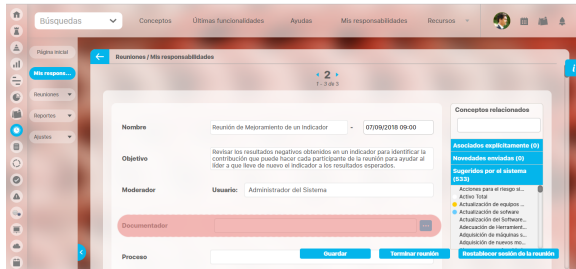 Búsquedas
Conceptos
Últimas funcionalidades
Ayudas
Mis responsabilidades
Recursos
Página inicial
Mis respons...
Reuniones
Reportes
Ajustes
Reuniones / Mis responsabilidades
2
1 - 3 de 3
Nombre
Reunión de Mejoramiento de un Indicador - 07/09/2018 09:00
Objetivo
Revisar los resultados negativos obtenidos en un indicador para identificar la
contribución que puede hacer cada participante de la reunión para ayudar al
líder a que lleve de nuevo el indicador a los resultados esperados.
Moderador
Usuario: Administrador del Sistema
Documentador
...
Proceso
Guardar
Terminar reunión
Restablecer sesión de la reunión
Conceptos relacionados
Asociados explícitamente (0)
Novedades enviadas (0)
Sugeridos por el sistema
(533)
Acciones para el riesgo si...
Activo Total
Actualización de equipos ...
Actualización de sofware
Actualización del Software...
Adecuación de Herrament...
Adquisición de máquinas s...
Adquisición de nuevos mo...
i